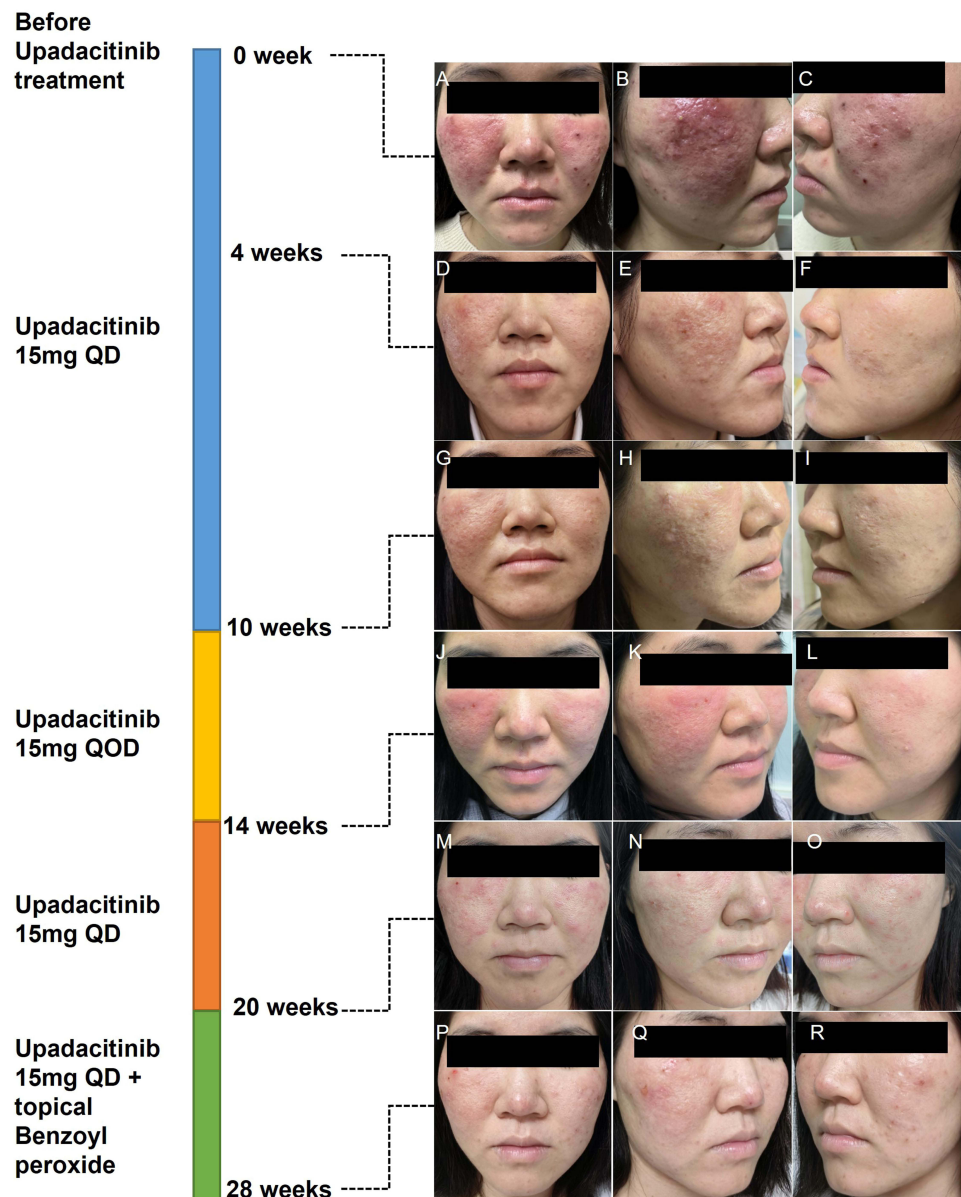 Before
Upadacitinib
treatment
0 week
A
B
C
4 weeks
D
E
F
Upadacitinib
15mg QD
G
H
I
10 weeks
J
K
L
Upadacitinib
15mg QOD
14 weeks
M
N
O
Upadacitinib
15mg QD
20 weeks
P
Q
R
Upadacitinib
15mg QD +
topical
Benzoyl
peroxide
28 weeks